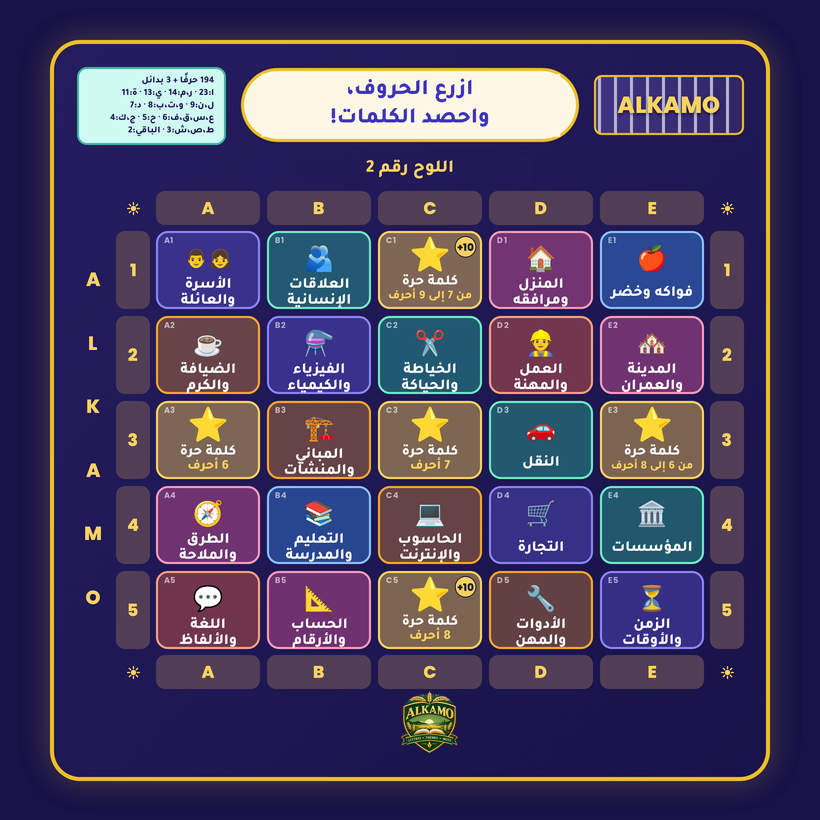 194 حرفًا + 3 بدائل
ا:23 · ر،م:14 · ي:13 · ة:11
ل،ن:9 · و،ت،ب:8 · د:7
ع،س،ق،ف:6 · ح:5 · ج،ك:4
ط،ص،ش:3 · الباقي:2
ازرع الحروف،
واحصد الكلمات!
ALKAMO
اللوح رقم 2
A B C D E
A
L
K
A
M
O
1
A1
الأسرة
والعائلة
B1
العلاقات
الإنسانية
C1
+10
كلمة حرة
من 7 إلى 9 أحرف
D1
المنزل
ومرافقه
E1
فواكه وخضر
1
2
A2
الضيافة
والكرم
B2
الفيزياء
والكيمياء
C2
الخياطة
والحياكة
D2
العمل
والمهنة
E2
المدينة
والعمران
2
3
A3
كلمة حرة
6 أحرف
B3
المباني
والمنشآت
C3
كلمة حرة
7 أحرف
D3
النقل
E3
كلمة حرة
من 6 إلى 8 أحرف
3
4
A4
الطرق
والملاحة
B4
التعليم
والمدرسة
C4
الحاسوب
والإنترنت
D4
التجارة
E4
المؤسسات
4
5
A5
اللغة
والألفاظ
B5
الحساب
والأرقام
C5
+10
كلمة حرة
8 أحرف
D5
الأدوات
والمهن
E5
الزمن
والأوقات
5
A B C D E
ALKAMO